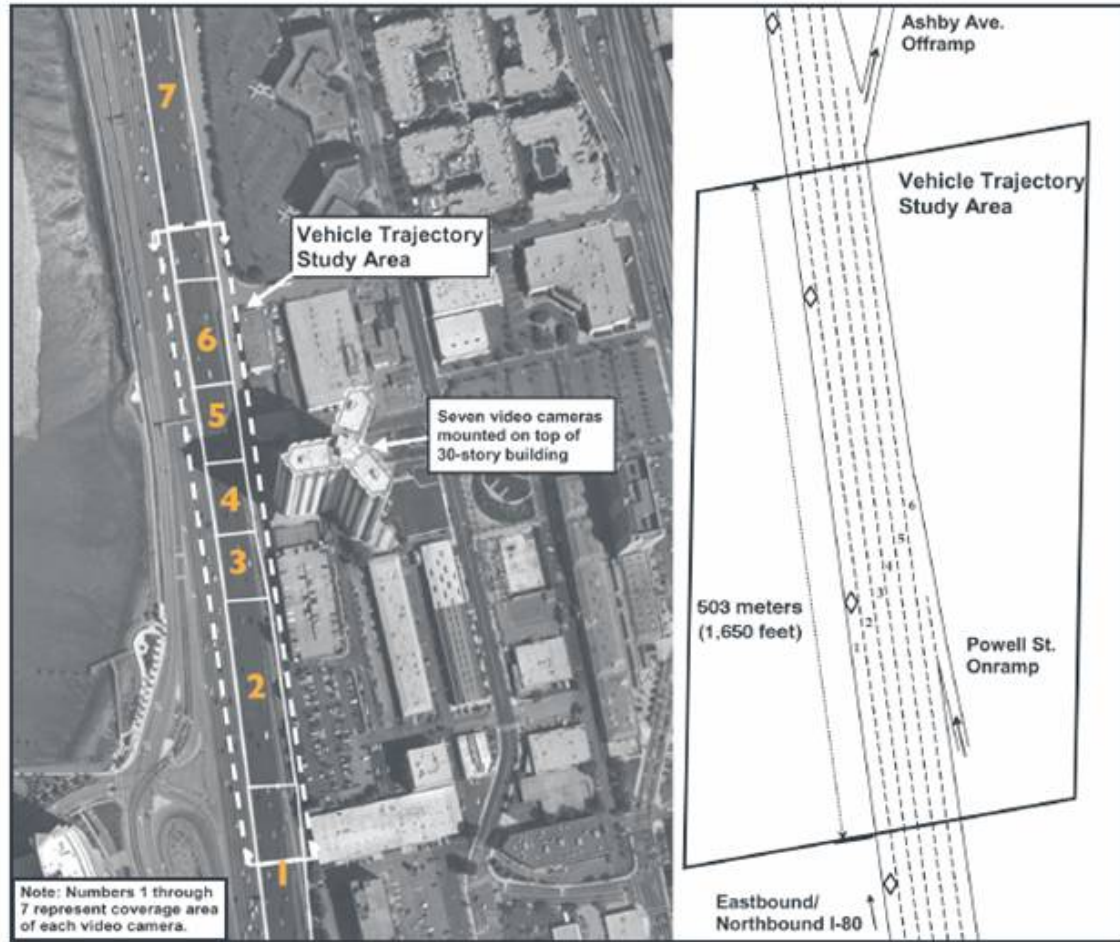 7
Vehicle Trajectory
Study Area
6
5
Seven video cameras
mounted on top of
30-story building
4
3
2
1
Note: Numbers 1 through
7 represent coverage area
of each video camera.
Ashby Ave.
Offramp
Vehicle Trajectory
Study Area
6
5
4
3
2
1
503 meters
(1,650 feet)
Powell St.
Onramp
Eastbound/
Northbound I-80